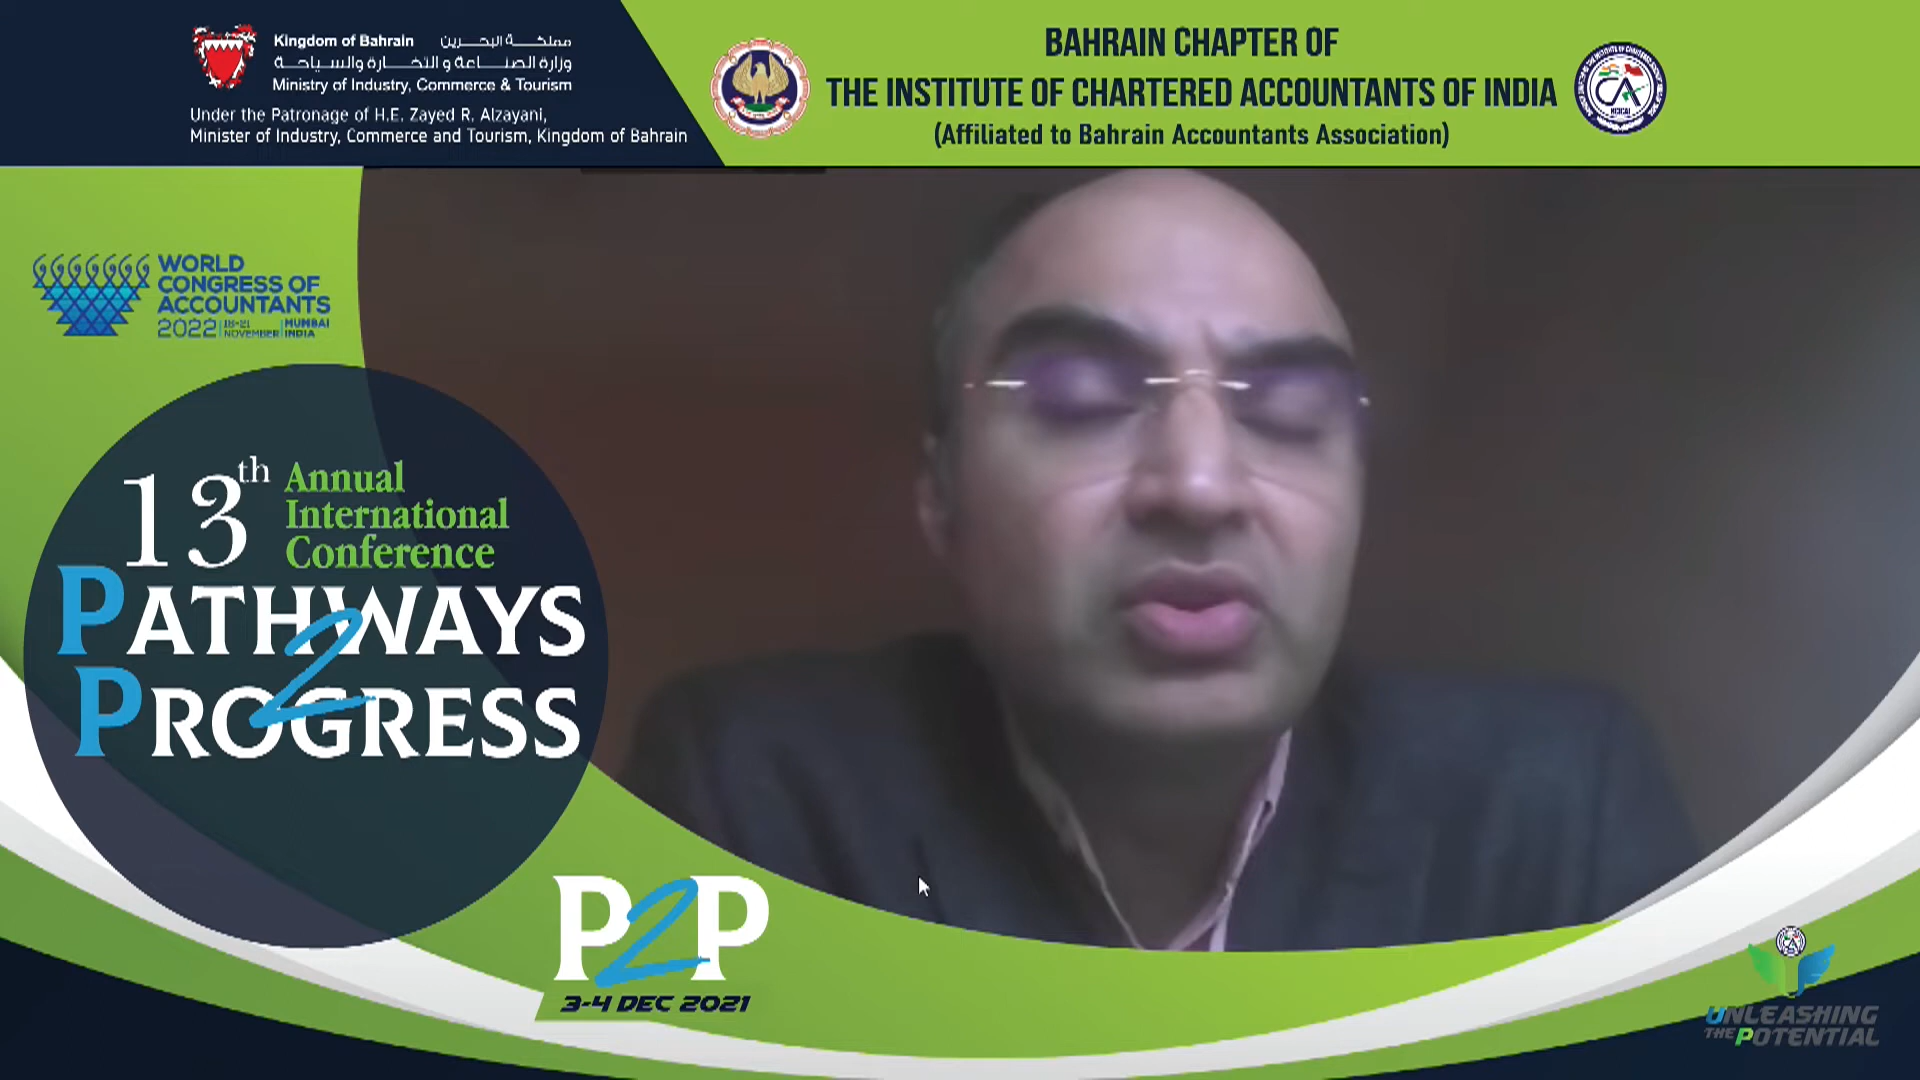 Kingdom of Bahrain
مملكة البحرين
وزارة الصناعة و التجارة والسياحة
Ministry of Industry, Commerce & Tourism
Under the Patronage of H.E. Zayed R. Alzayani,
Minister of Industry, Commerce and Tourism, Kingdom of Bahrain
BAHRAIN CHAPTER OF
THE INSTITUTE OF CHARTERED ACCOUNTANTS OF INDIA
(Affiliated to Bahrain Accountants Association)
CA
WORLD
CONGRESS OF
ACCOUNTANTS
2022 18-21 NOVEMBER MUMBAI INDIA
13th Annual
International
Conference
PATHWAYS
2
PROGRESS
P2P
3-4 DEC 2021
UNLEASHING
THE POTENTIAL